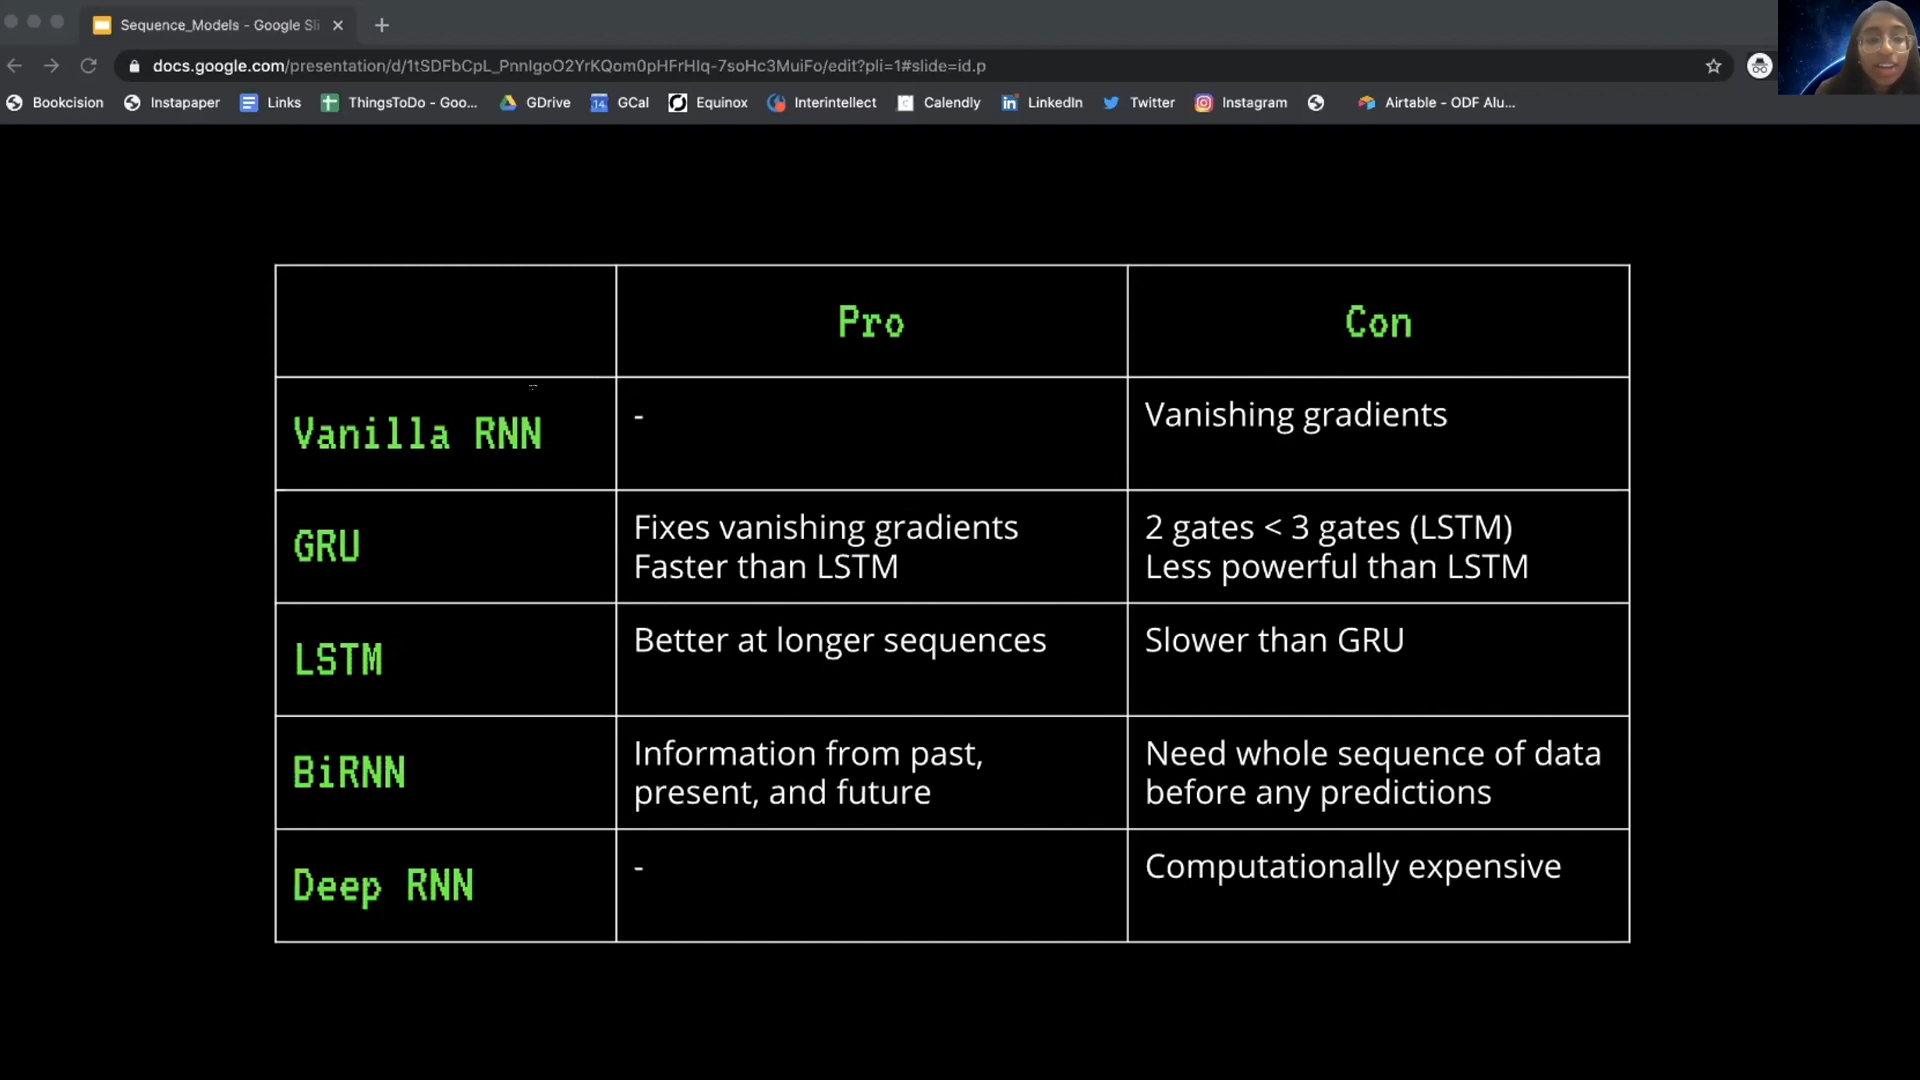 Sequence_Models - Google Sli
docs.google.com/presentation/d/1tSDFbCpL_PnnIgoO2YrKQom0pHFrHIq-7soHc3MuiFo/edit?pli=1#slide=id.p
Bookcision Instapaper Links ThingsToDo - Goo... GDrive 14 GCal Equinox Interintellect Calendly LinkedIn Twitter Instagram Airtable - ODF Alu...
Pro Con
Vanilla RNN - Vanishing gradients
GRU
Fixes vanishing gradients
Faster than LSTM
2 gates < 3 gates (LSTM)
Less powerful than LSTM
LSTM Better at longer sequences Slower than GRU
BiRNN
Information from past,
present, and future
Need whole sequence of data
before any predictions
Deep RNN - Computationally expensive